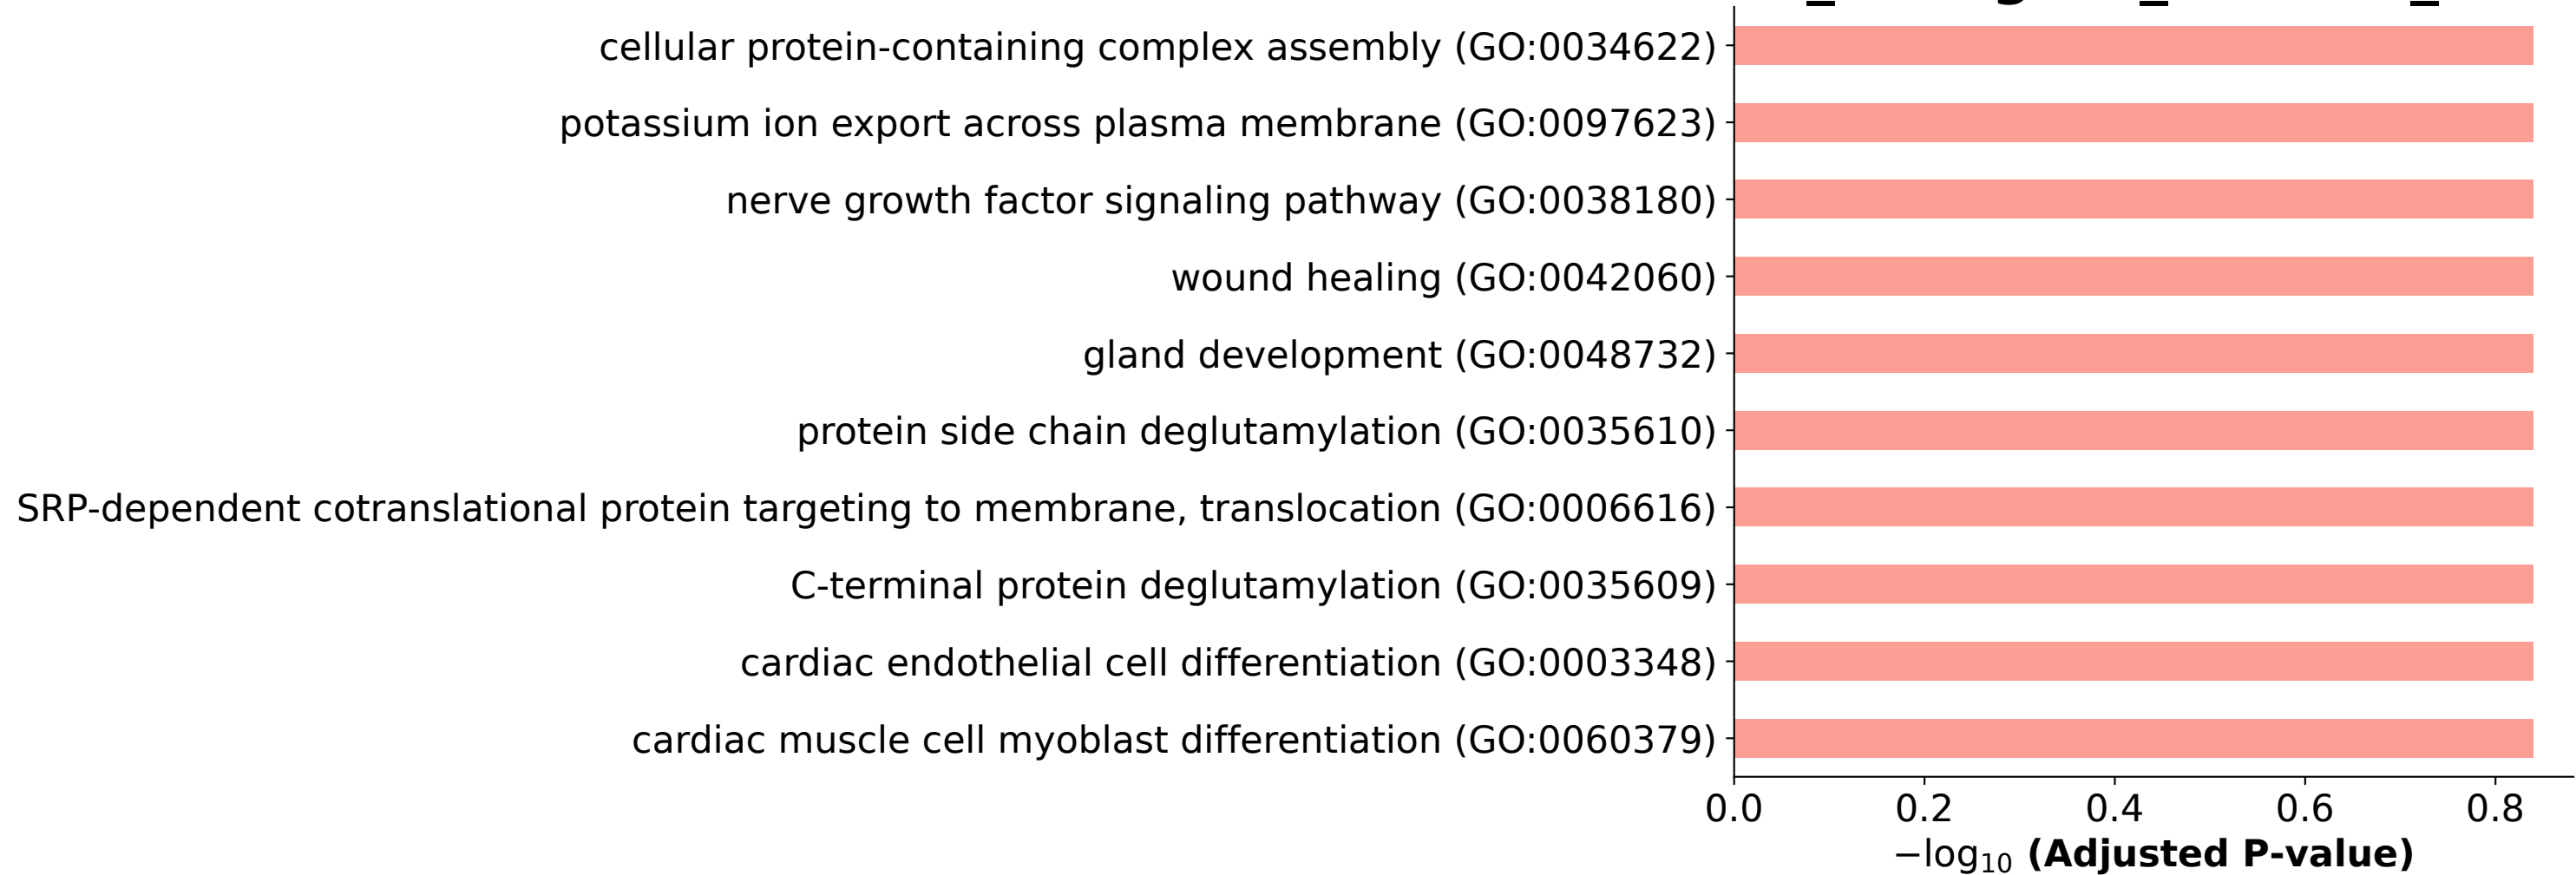 cellular protein-containing complex assembly (GO:0034622)
potassium ion export across plasma membrane (GO:0097623)
nerve growth factor signaling pathway (GO:0038180)
wound healing (GO:0042060)
gland development (GO:0048732)
protein side chain deglutamylation (GO:0035610)
SRP-dependent cotranslational protein targeting to membrane, translocation (GO:0006616)
C-terminal protein deglutamylation (GO:0035609)
cardiac endothelial cell differentiation (GO:0003348)
cardiac muscle cell myoblast differentiation (GO:0060379)
0.0 0.2 0.4 0.6 0.8
−log₁₀ (Adjusted P-value)